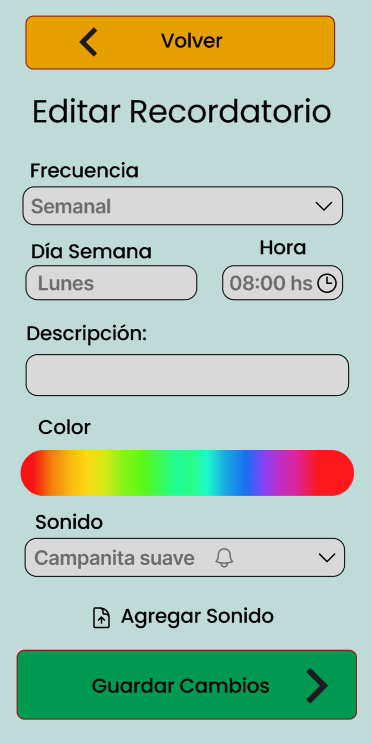 Volver
Editar Recordatorio
Frecuencia
Semanal
Día Semana
Hora
Lunes
08:00 hs
Descripción:
Color
Sonido
Campanita suave
Agregar Sonido
Guardar Cambios